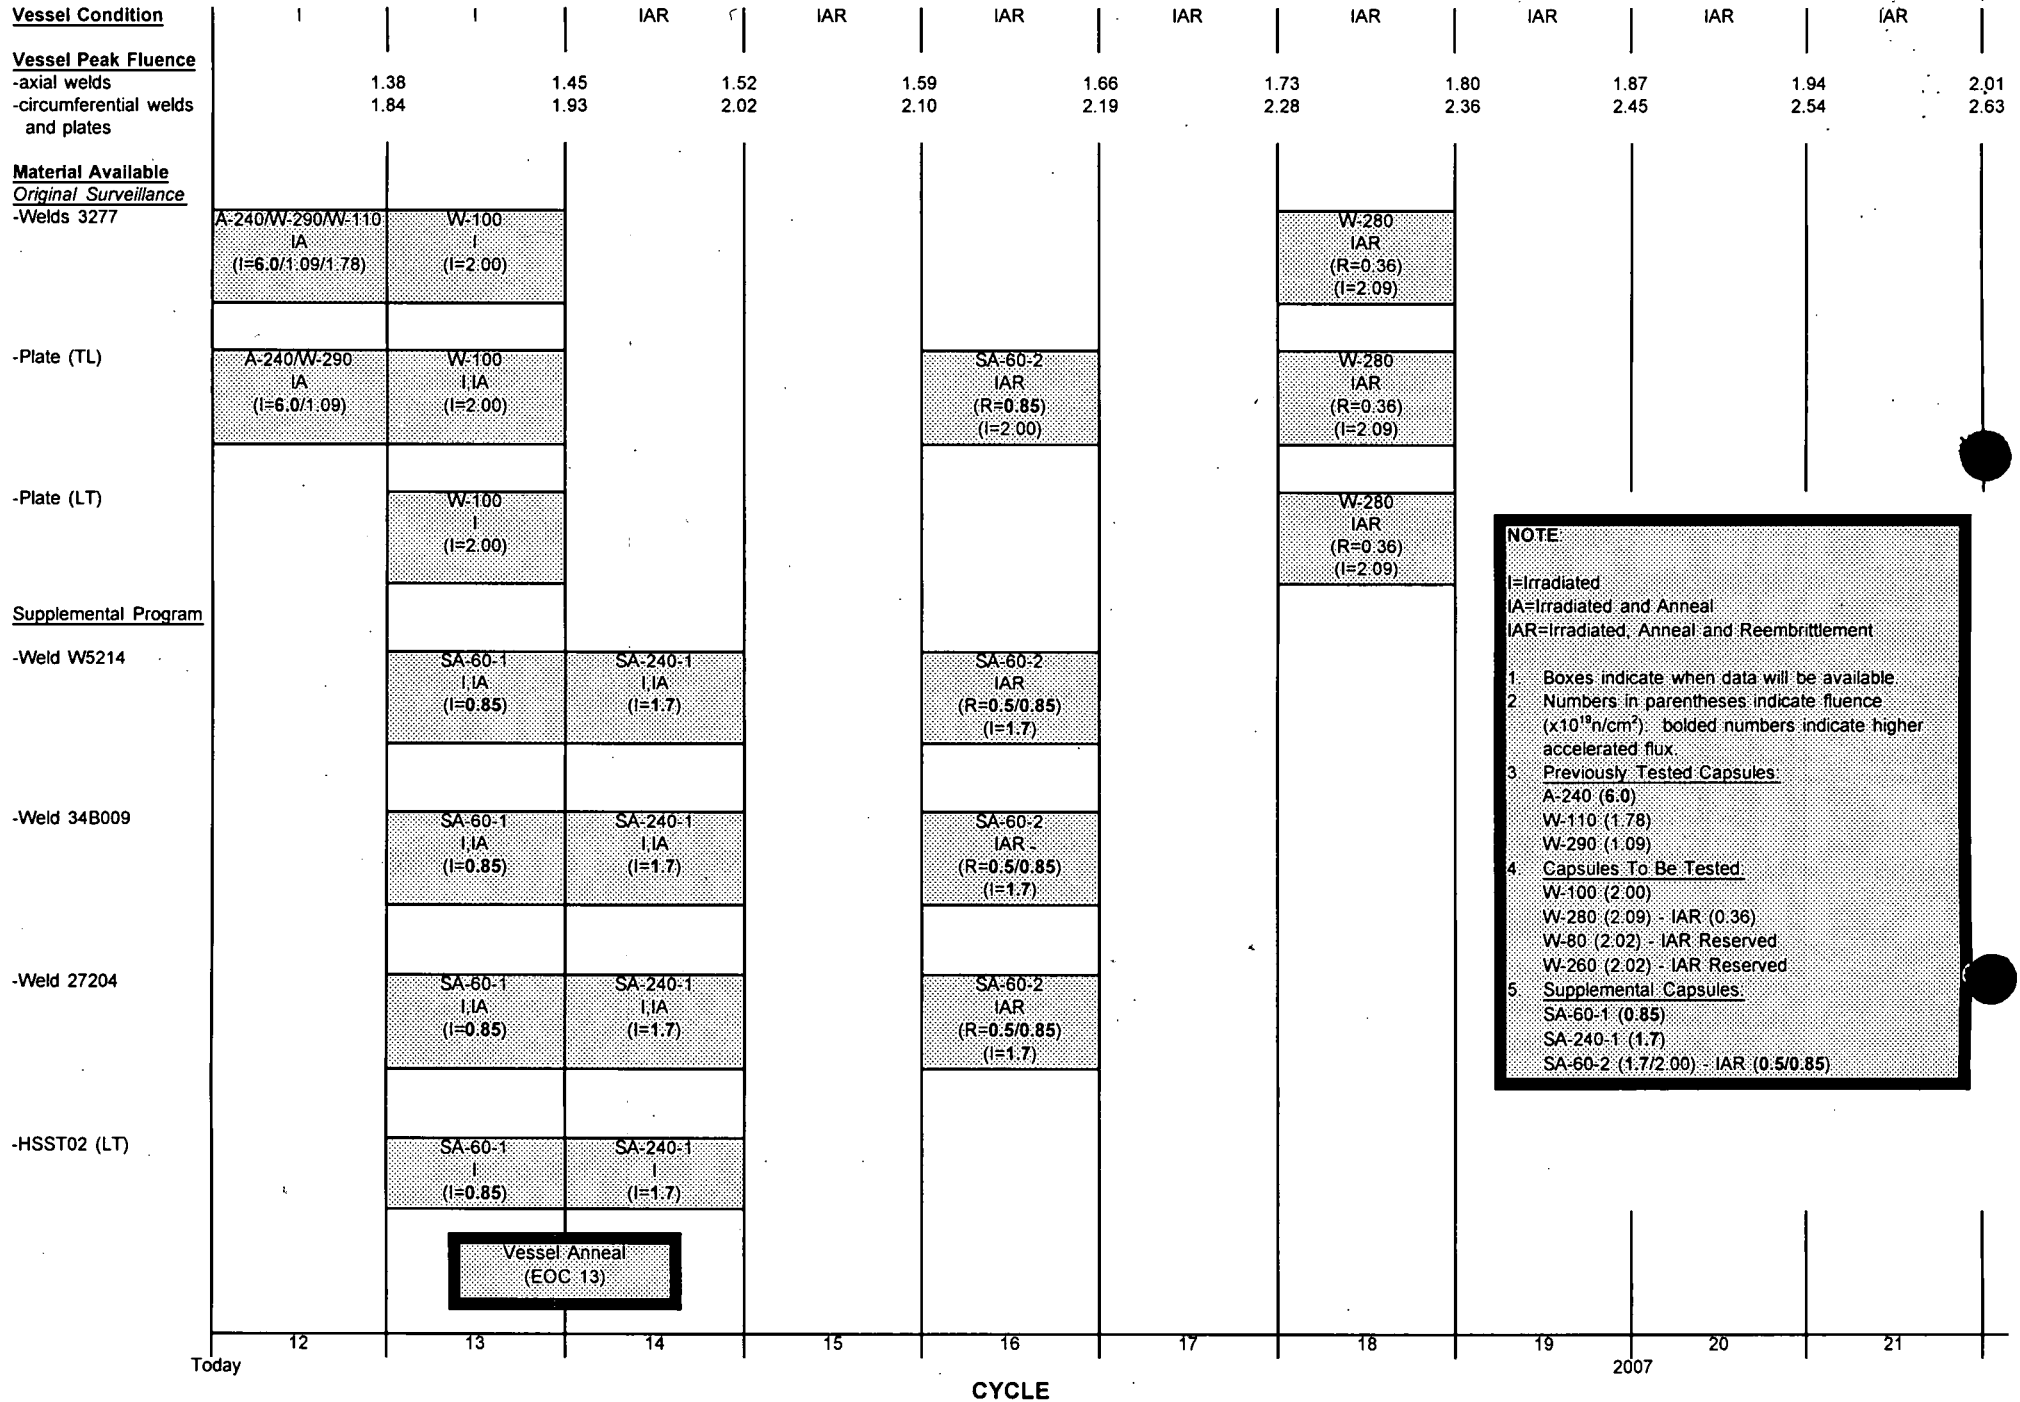 Vessel Condition I I IAR IAR IAR IAR IAR IAR IAR IAR
Vessel Peak Fluence
-axial welds 1.38 1.45 1.52 1.59 1.66 1.73 1.80 1.87 1.94 2.01
-circumferential welds 1.84 1.93 2.02 2.10 2.19 2.28 2.36 2.45 2.54 2.63
and plates
Material Available
Original Surveillance
-Welds 3277
A-240/W-290/W-110
IA
(I=6.0/1.09/1.78)
W-100
I
(I=2.00)
W-280
IAR
(R=0.36)
(I=2.09)
-Plate (TL)
A-240/W-290
IA
(I=6.0/1.09)
W-100
I,IA
(I=2.00)
SA-60-2
IAR
(R=0.85)
(I=2.00)
W-280
IAR
(R=0.36)
(I=2.09)
-Plate (LT)
W-100
I
(I=2.00)
W-280
IAR
(R=0.36)
(I=2.09)
Supplemental Program
-Weld W5214
SA-60-1
I,IA
(I=0.85)
SA-240-1
I,IA
(I=1.7)
SA-60-2
IAR
(R=0.5/0.85)
(I=1.7)
-Weld 34B009
SA-60-1
I,IA
(I=0.85)
SA-240-1
I,IA
(I=1.7)
SA-60-2
IAR
(R=0.5/0.85)
(I=1.7)
-Weld 27204
SA-60-1
I,IA
(I=0.85)
SA-240-1
I,IA
(I=1.7)
SA-60-2
IAR
(R=0.5/0.85)
(I=1.7)
-HSST02 (LT)
SA-60-1
I
(I=0.85)
SA-240-1
I
(I=1.7)
Vessel Anneal
(EOC 13)
NOTE:
I=Irradiated
IA=Irradiated and Anneal
IAR=Irradiated, Anneal and Reembrittlement
1. Boxes indicate when data will be available.
2. Numbers in parentheses indicate fluence
(x10¹⁹n/cm²). bolded numbers indicate higher
accelerated flux.
3. Previously Tested Capsules:
A-240 (6.0)
W-110 (1.78)
W-290 (1.09)
4. Capsules To Be Tested:
W-100 (2.00)
W-280 (2.09) - IAR (0.36)
W-80 (2.02) - IAR Reserved
W-260 (2.02) - IAR Reserved
5. Supplemental Capsules:
SA-60-1 (0.85)
SA-240-1 (1.7)
SA-60-2 (1.7/2.00) - IAR (0.5/0.85)
12 13 14 15 16 17 18 19 20 21
Today 2007
CYCLE